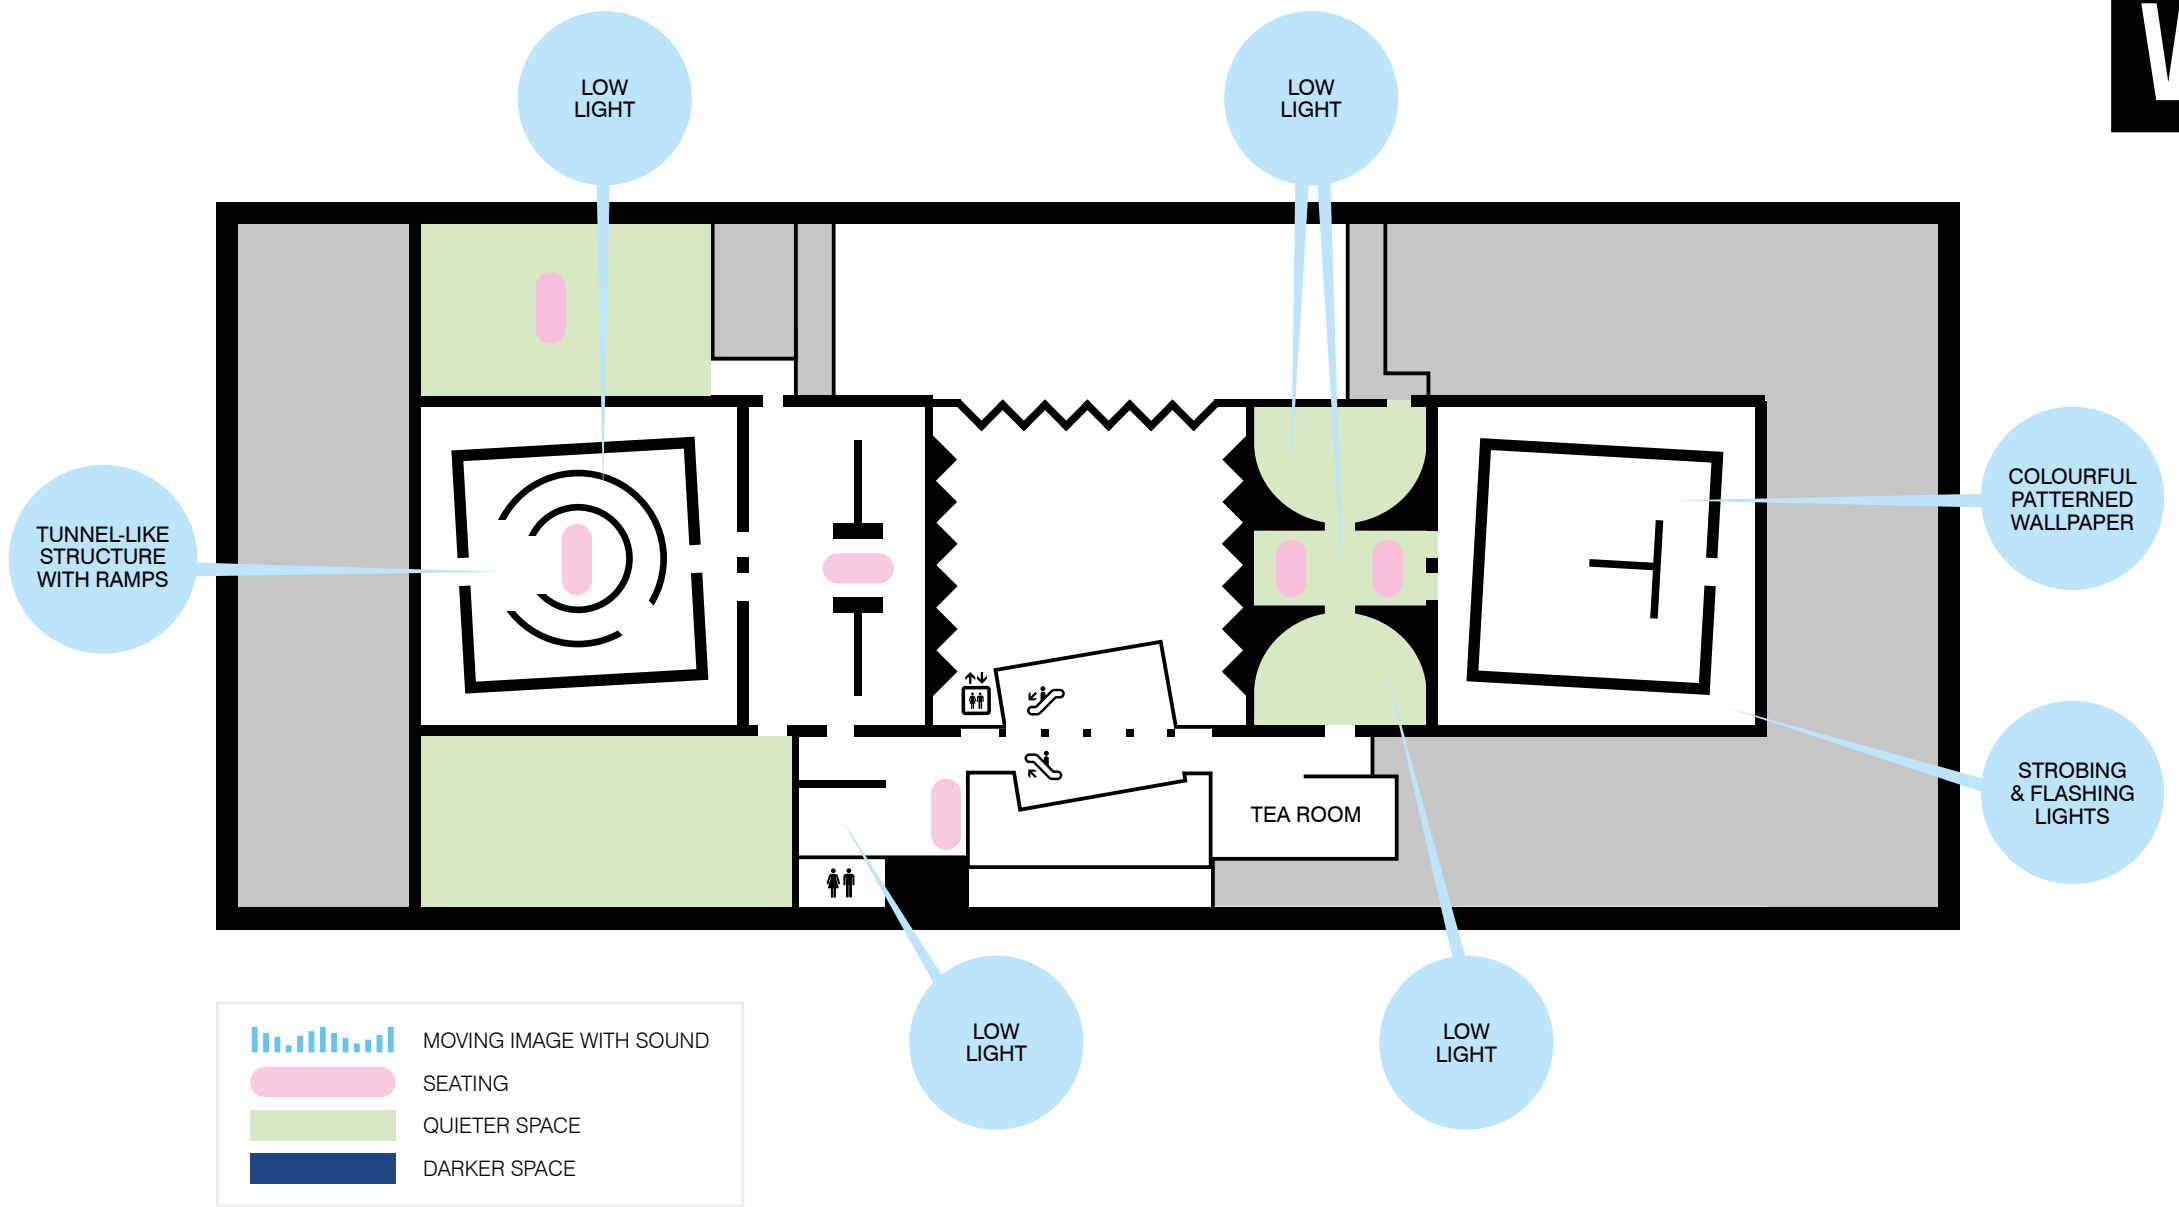 LOW
LIGHT
LOW
LIGHT
TUNNEL-LIKE
STRUCTURE
WITH RAMPS
COLOURFUL
PATTERNED
WALLPAPER
STROBING
& FLASHING
LIGHTS
TEA ROOM
LOW
LIGHT
LOW
LIGHT
MOVING IMAGE WITH SOUND
SEATING
QUIETER SPACE
DARKER SPACE